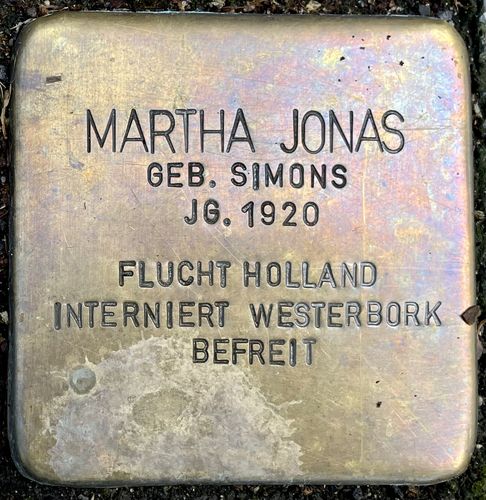 MARTHA JONAS
GEB. SIMONS
JG. 1920
FLUCHT HOLLAND
INTERNIERT WESTERBORK
BEFREIT